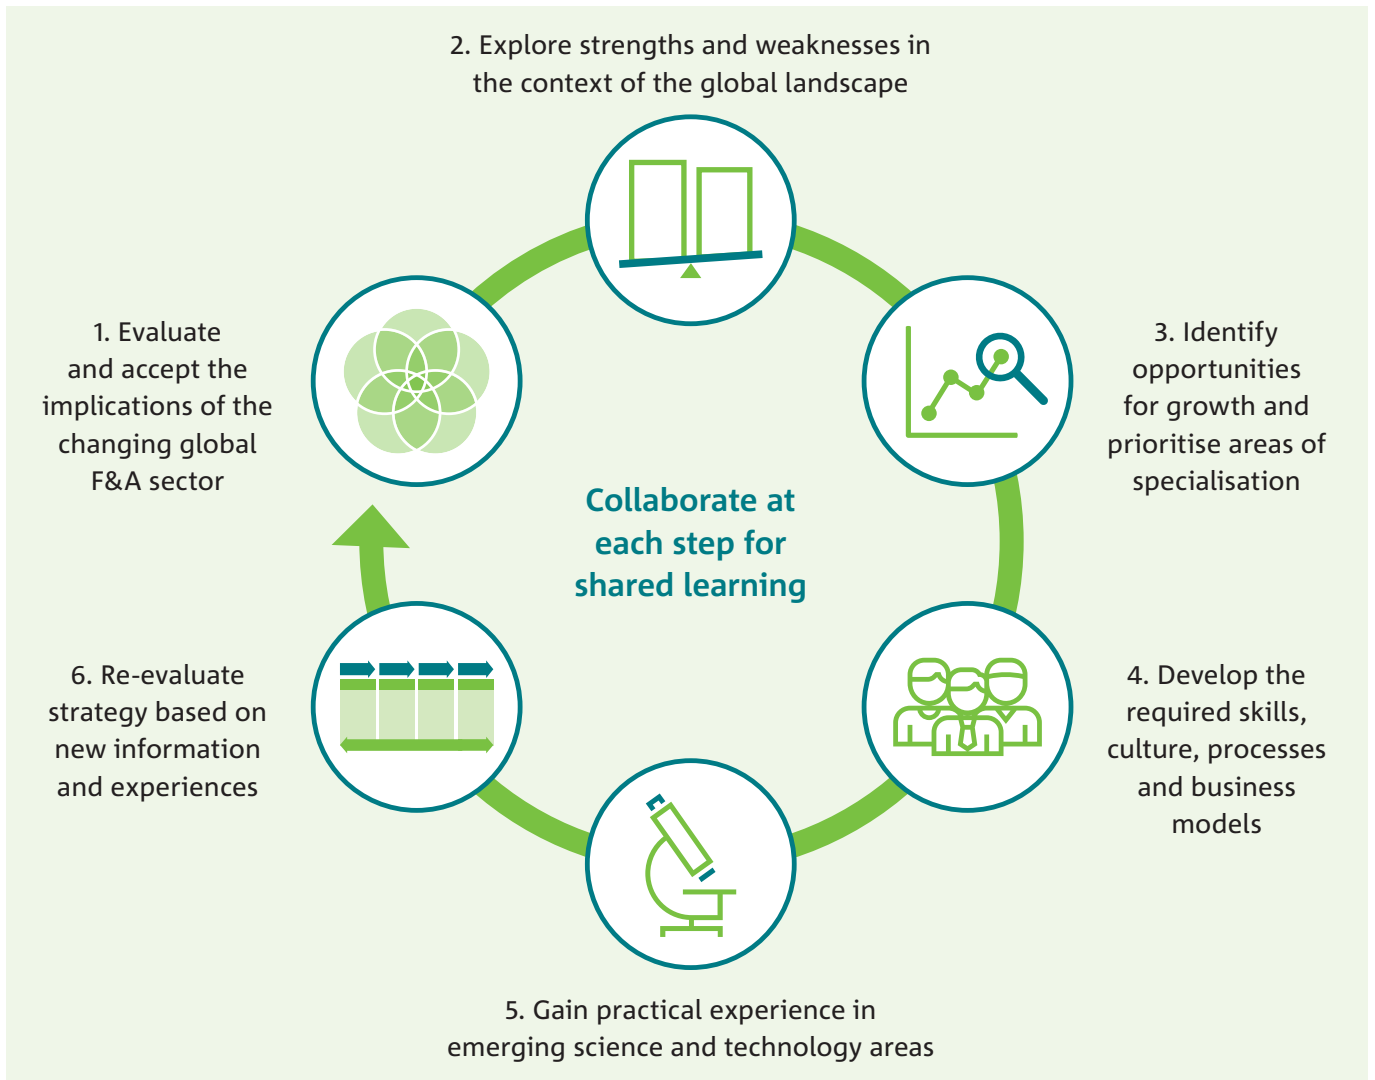 2. Explore strengths and weaknesses in
the context of the global landscape
1. Evaluate
and accept the
implications of the
changing global
F&A sector
3. Identify
opportunities
for growth and
prioritise areas of
specialisation
Collaborate at
each step for
shared learning
6. Re-evaluate
strategy based on
new information
and experiences
4. Develop the
required skills,
culture, processes
and business
models
5. Gain practical experience in
emerging science and technology areas